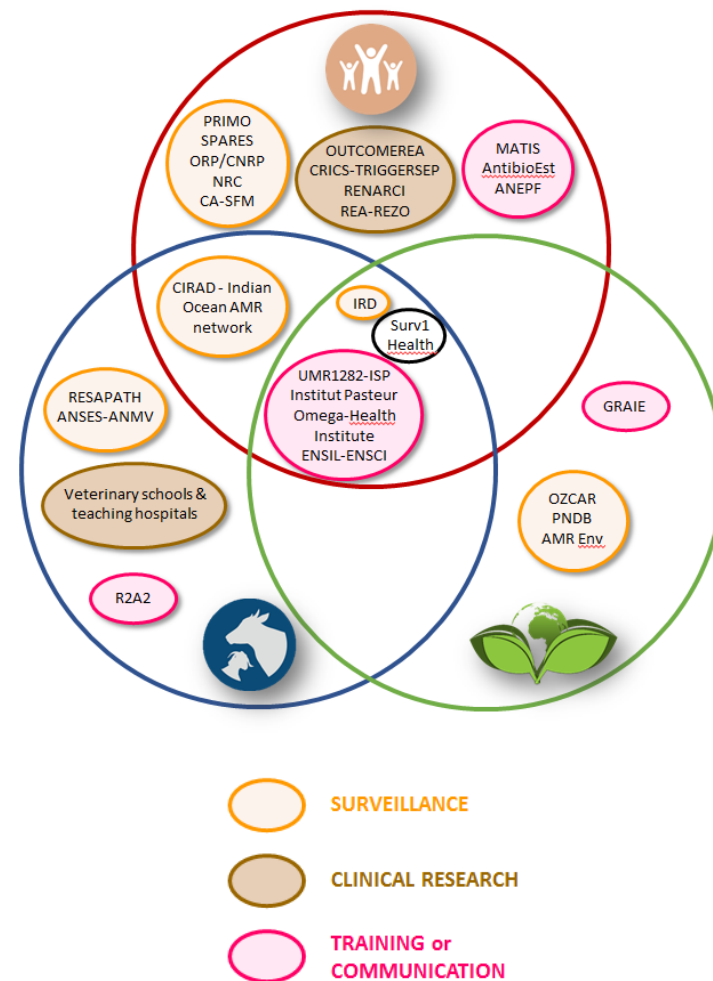 PRIMO
SPARES
ORP/CNRP
NRC
CA-SFM
OUTCOMEREA
CRICS-TRIGGERSEP
RENARCI
REA-REZO
MATIS
AntibioEst
ANEPF
CIRAD - Indian
Ocean AMR
network
IRD
Surv1
Health
UMR1282-ISP
Institut Pasteur
Omega-Health
Institute
ENSIL-ENSCI
RESAPATH
ANSES-ANMV
GRAIE
Veterinary schools &
teaching hospitals
OZCAR
PNDB
AMR Env
R2A2
SURVEILLANCE
CLINICAL RESEARCH
TRAINING or
COMMUNICATION